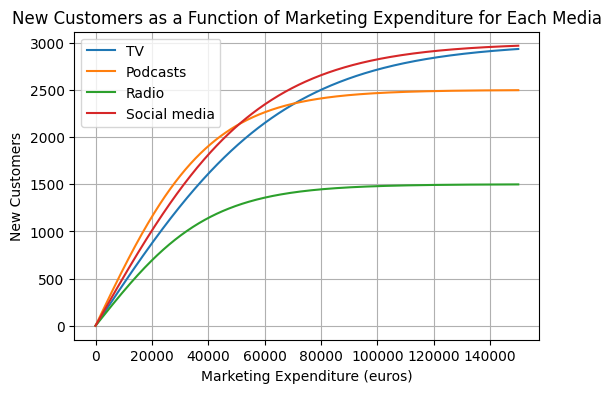 New Customers as a Function of Marketing Expenditure for Each Media
TV
Podcasts
Radio
Social media
New Customers
3000
2500
2000
1500
1000
500
0
0 20000 40000 60000 80000 100000 120000 140000
Marketing Expenditure (euros)